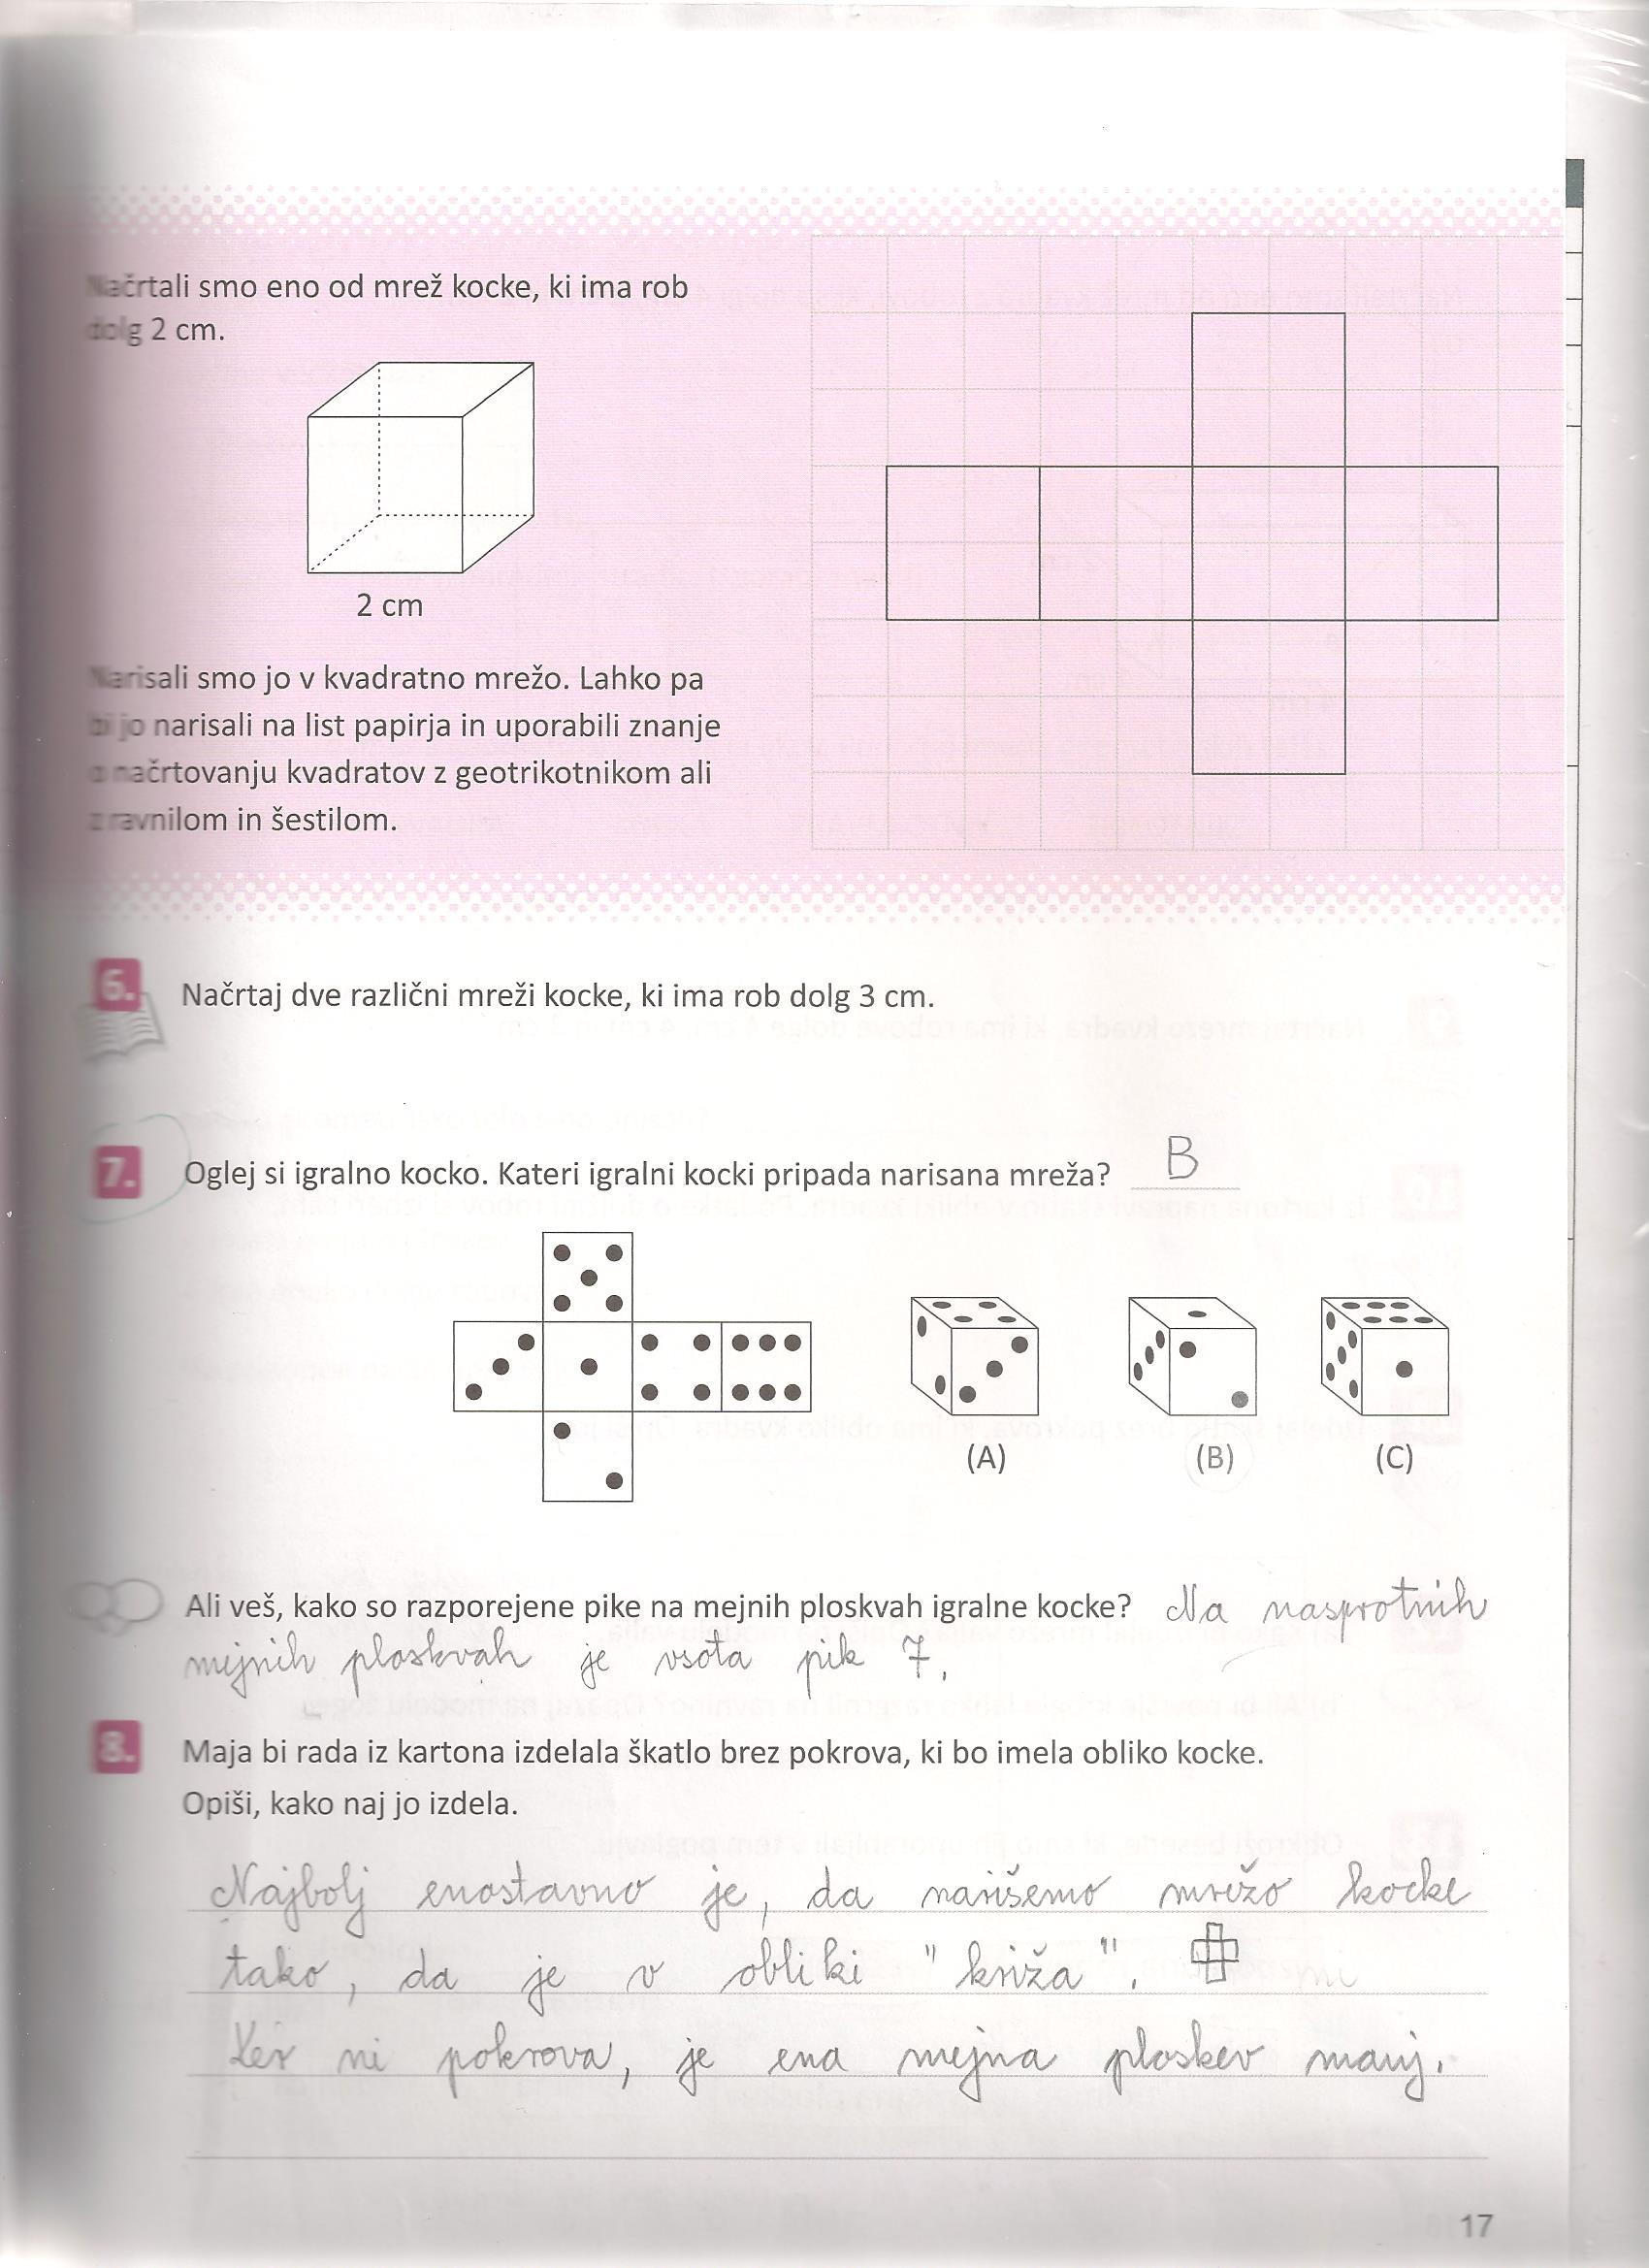 Načrtali smo eno od mrež kocke, ki ima rob
dolg 2 cm.
2 cm
Narisali smo jo v kvadratno mrežo. Lahko pa
bi jo narisali na list papirja in uporabili znanje
o načrtovanju kvadratov z geotrikotnikom ali
z ravnilom in šestilom.
6. Načrtaj dve različni mreži kocke, ki ima rob dolg 3 cm.
7. Oglej si igralno kocko. Kateri igralni kocki pripada narisana mreža? B
(A) (B) (C)
Ali veš, kako so razporejene pike na mejnih ploskvah igralne kocke? Na nasprotnih
mejnih ploskvah je vsota pik 7.
8. Maja bi rada iz kartona izdelala škatlo brez pokrova, ki bo imela obliko kocke.
Opiši, kako naj jo izdela.
Najbolj enostavno je, da narišemo mrežo kocke
tako, da je v obliki "križa".
Ker ni pokrova, je ena mejna ploskev manj.
17